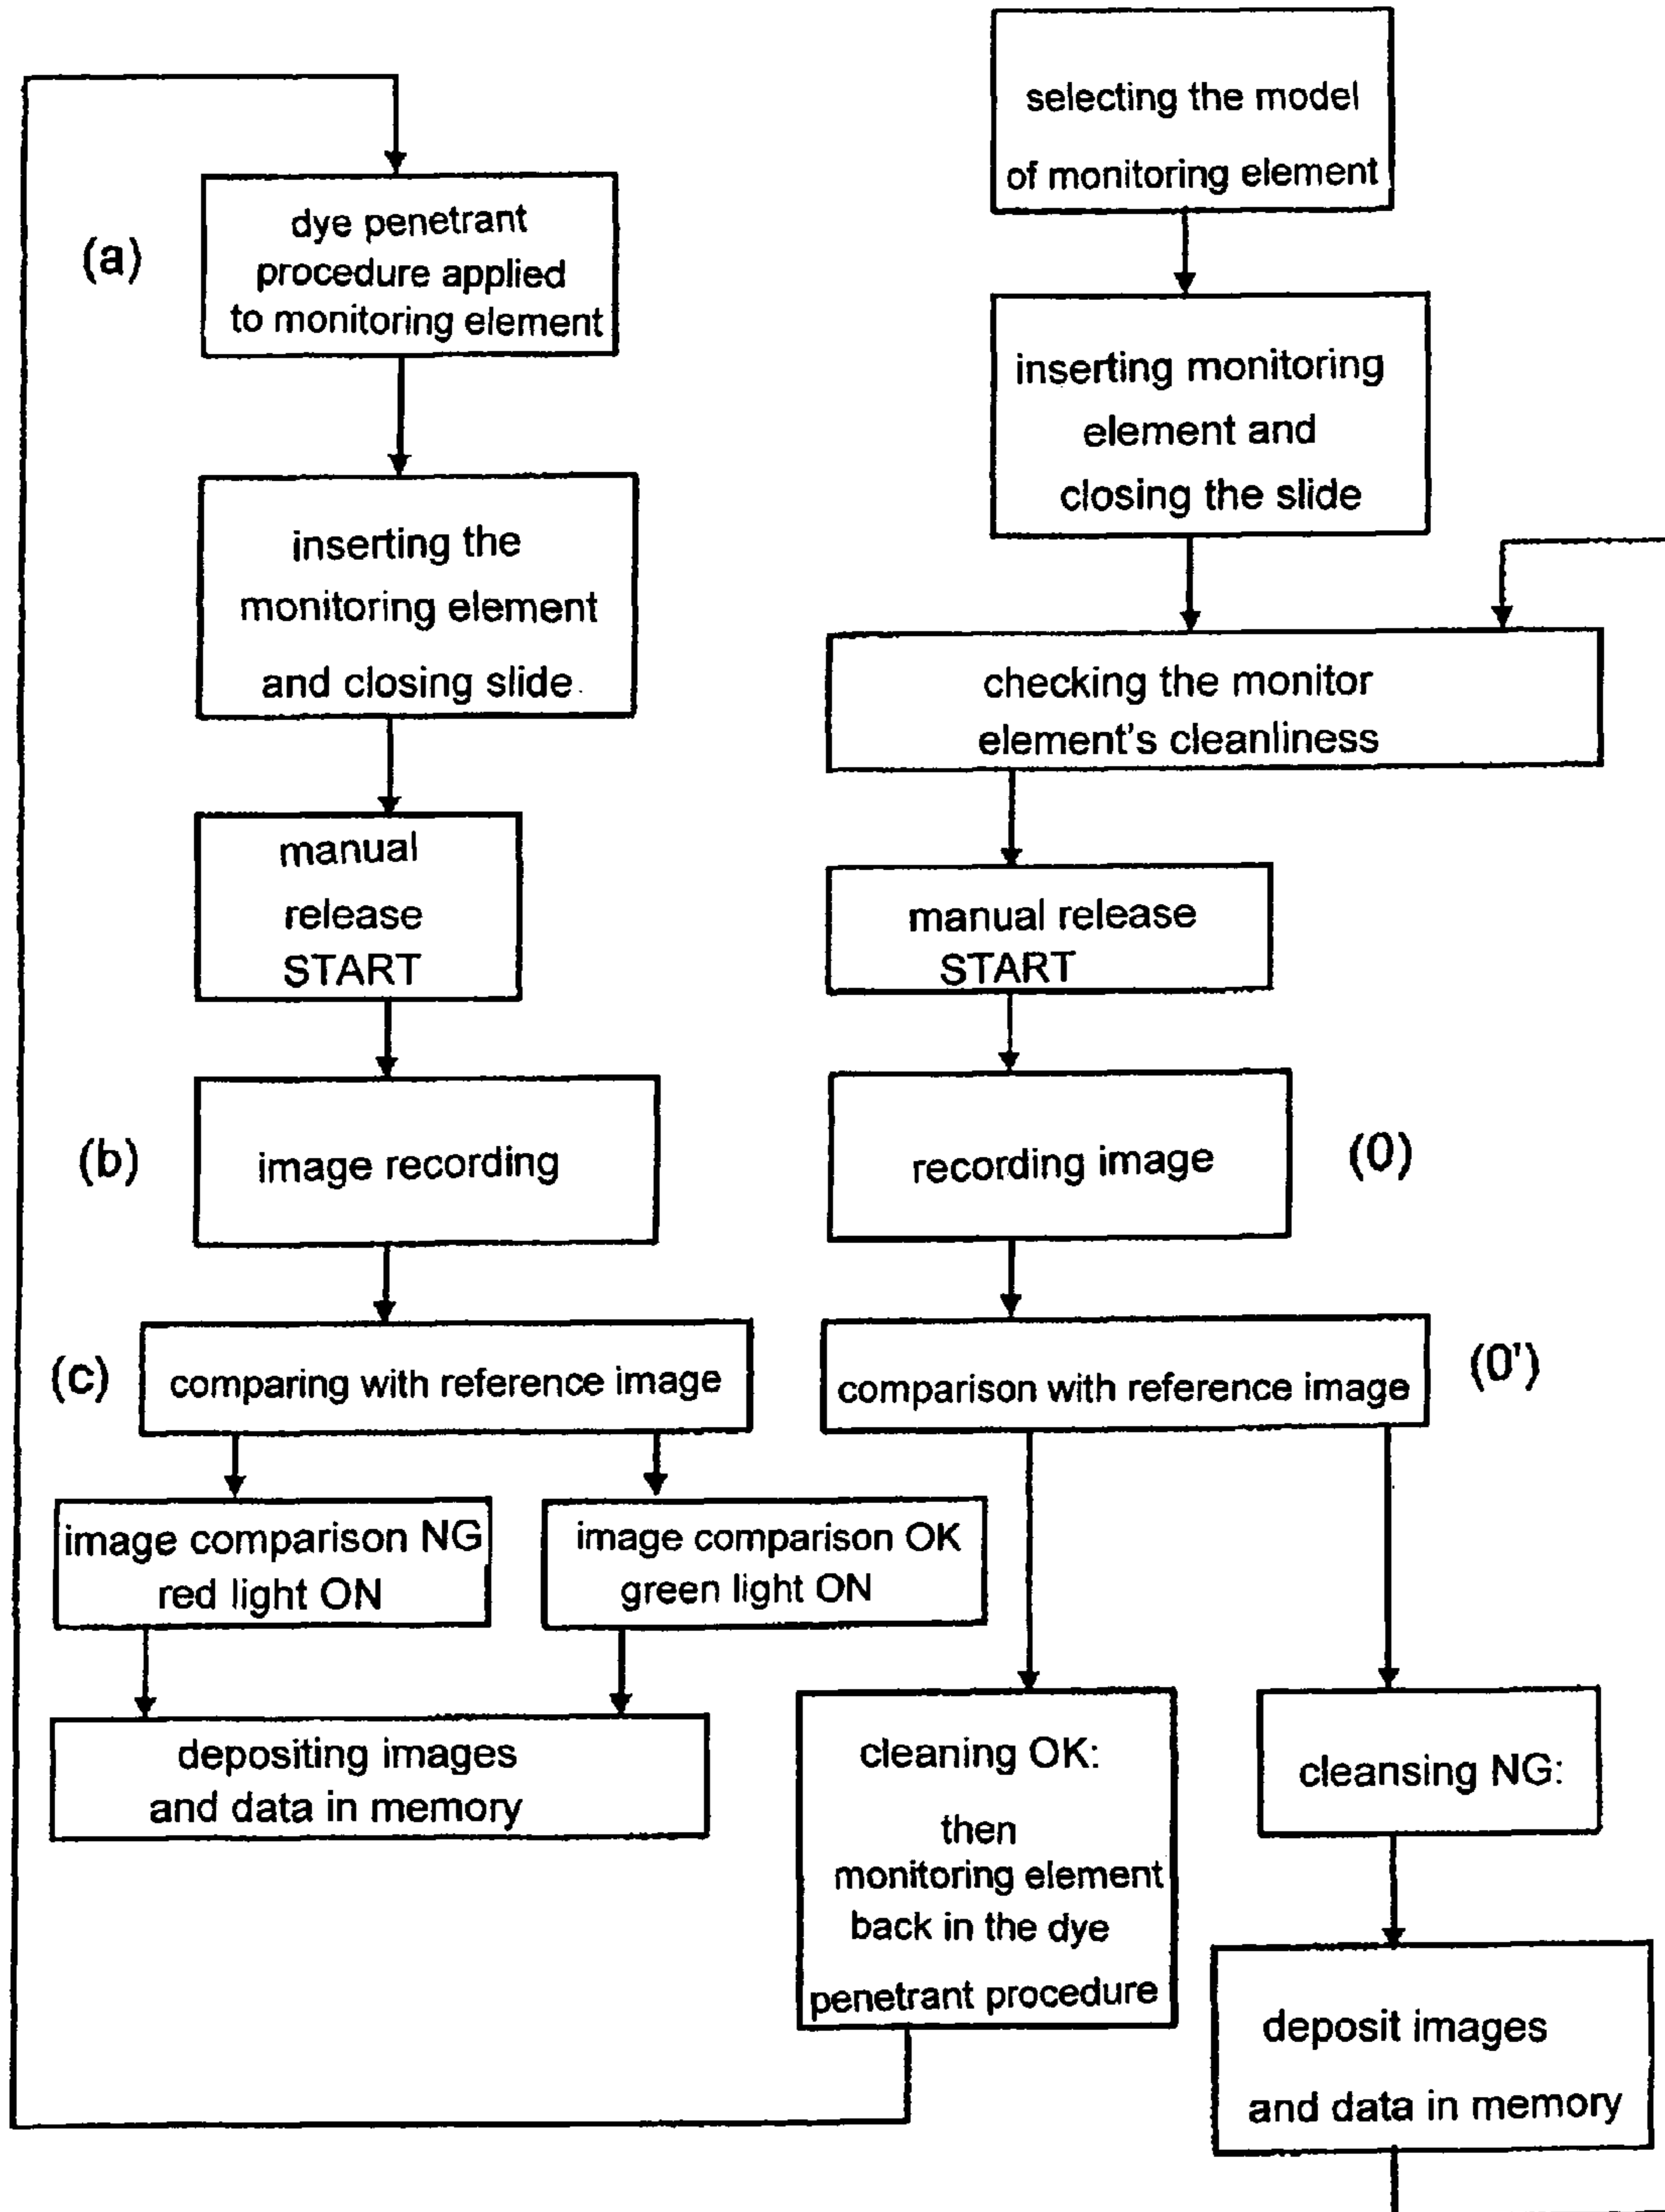 selecting the model
of monitoring element
inserting monitoring
element and
closing the slide
checking the monitor
element's cleanliness
manual release
START
recording image
(0)
comparison with reference image
(0')
cleaning OK:
then
monitoring element
back in the dye
penetrant procedure
cleansing NG:
deposit images
and data in memory
(a)
dye penetrant
procedure applied
to monitoring element
inserting the
monitoring element
and closing slide
manual
release
START
(b)
image recording
(c)
comparing with reference image
image comparison NG
red light ON
image comparison OK
green light ON
depositing images
and data in memory